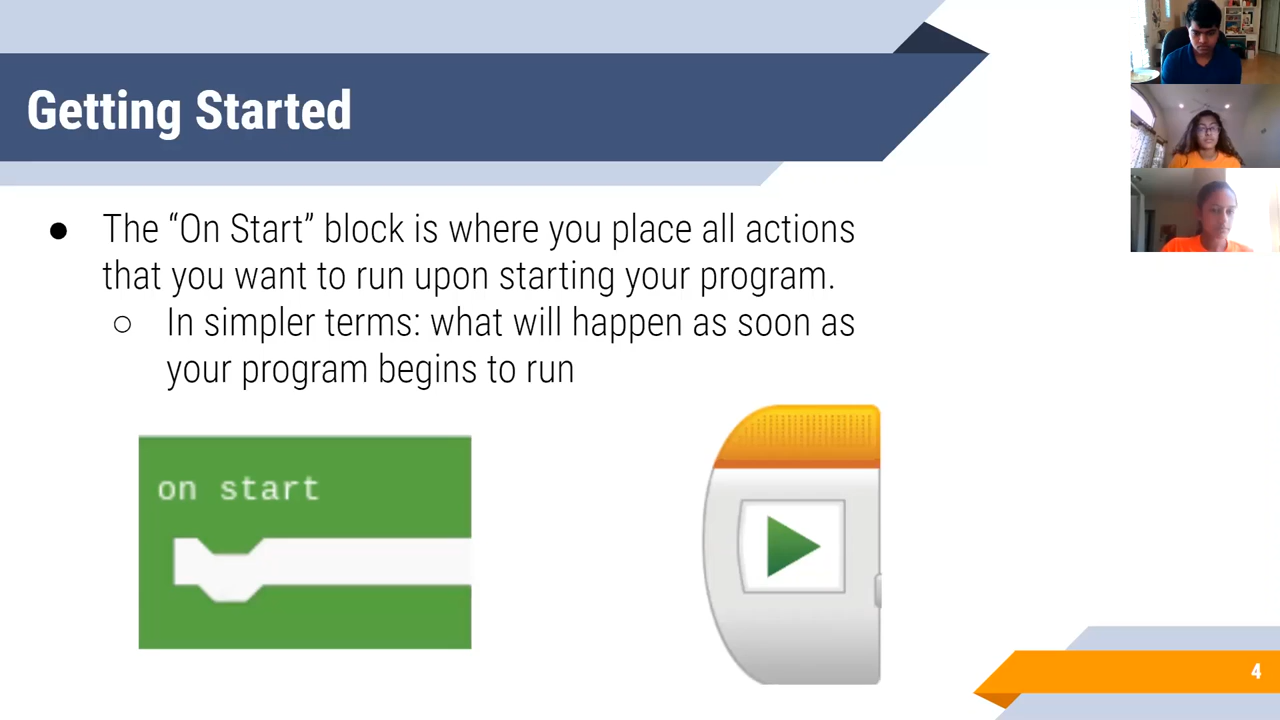 Getting Started
● The “On Start” block is where you place all actions
that you want to run upon starting your program.
○ In simpler terms: what will happen as soon as
your program begins to run
on start
4